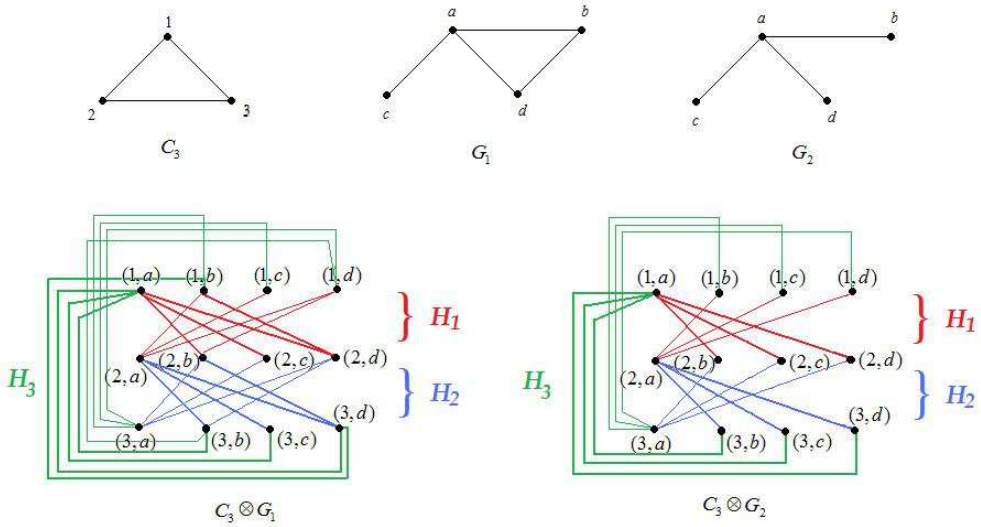 1
2
3
C₃
a
b
c
d
G₁
a
b
c
d
G₂
(1,a) (1,b) (1,c) (1,d)
H₁
(2,a) (2,b) (2,c) (2,d)
H₃
H₂
(3,a) (3,b) (3,c) (3,d)
C₃⊗G₁
(1,a) (1,b) (1,c) (1,d)
H₁
(2,a) (2,b) (2,c) (2,d)
H₃
H₂
(3,a) (3,b) (3,c) (3,d)
C₃⊗G₂